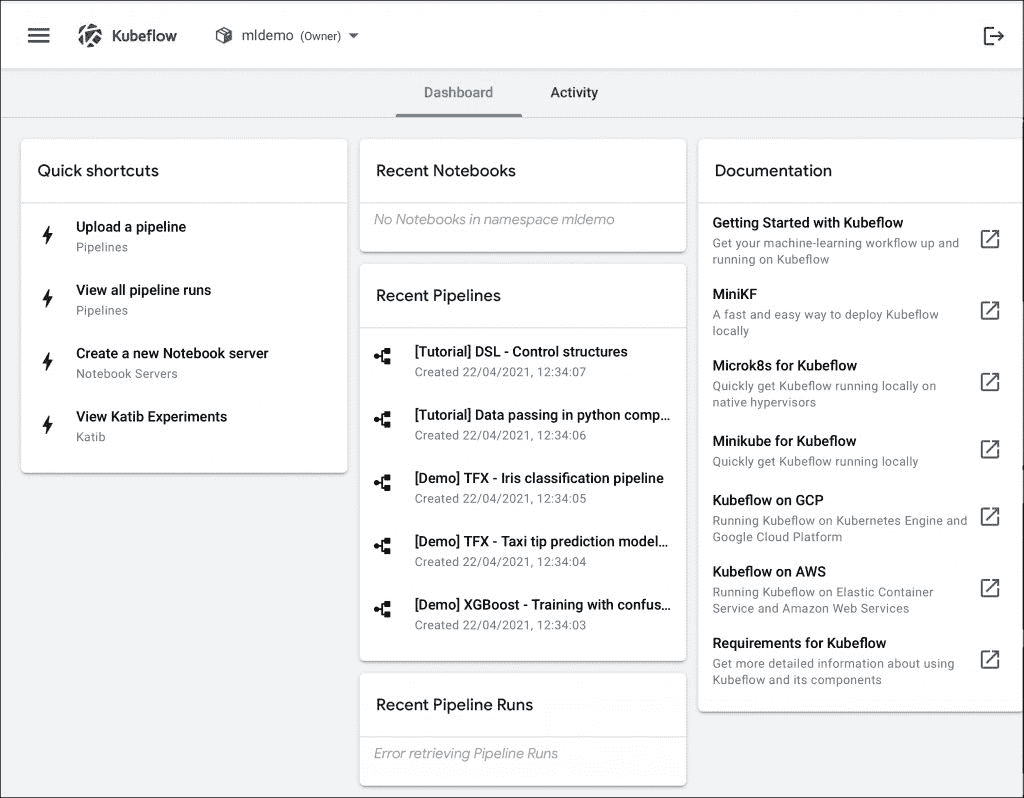 Kubeflow
mldemo (Owner)
Dashboard
Activity
Quick shortcuts
Upload a pipeline
Pipelines
View all pipeline runs
Pipelines
Create a new Notebook server
Notebook Servers
View Katib Experiments
Katib
Recent Notebooks
No Notebooks in namespace mldemo
Recent Pipelines
[Tutorial] DSL - Control structures
Created 22/04/2021, 12:34:07
[Tutorial] Data passing in python comp...
Created 22/04/2021, 12:34:06
[Demo] TFX - Iris classification pipeline
Created 22/04/2021, 12:34:05
[Demo] TFX - Taxi tip prediction model...
Created 22/04/2021, 12:34:04
[Demo] XGBoost - Training with confus...
Created 22/04/2021, 12:34:03
Recent Pipeline Runs
Error retrieving Pipeline Runs
Documentation
Getting Started with Kubeflow
Get your machine-learning workflow up and
running on Kubeflow
MiniKF
A fast and easy way to deploy Kubeflow
locally
Microk8s for Kubeflow
Quickly get Kubeflow running locally on
native hypervisors
Minikube for Kubeflow
Quickly get Kubeflow running locally
Kubeflow on GCP
Running Kubeflow on Kubernetes Engine and
Google Cloud Platform
Kubeflow on AWS
Running Kubeflow on Elastic Container
Service and Amazon Web Services
Requirements for Kubeflow
Get more detailed information about using
Kubeflow and its components